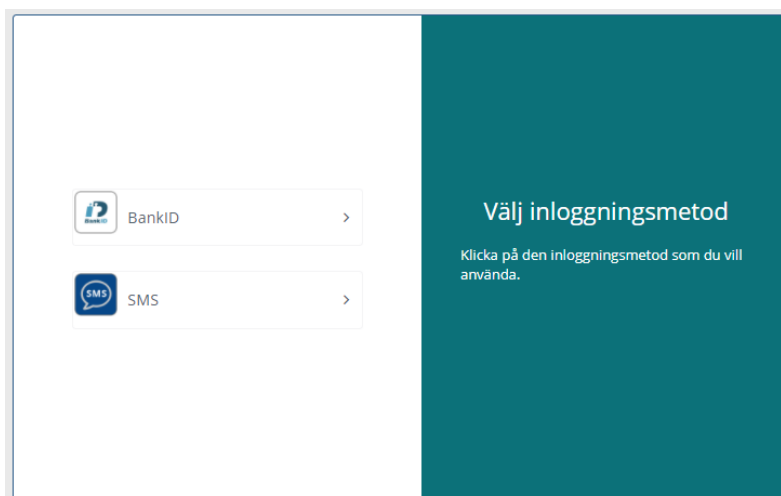 BankID
BankID
SMS
SMS
Välj inloggningsmetod
Klicka på den inloggningsmetod som du vill
använda.